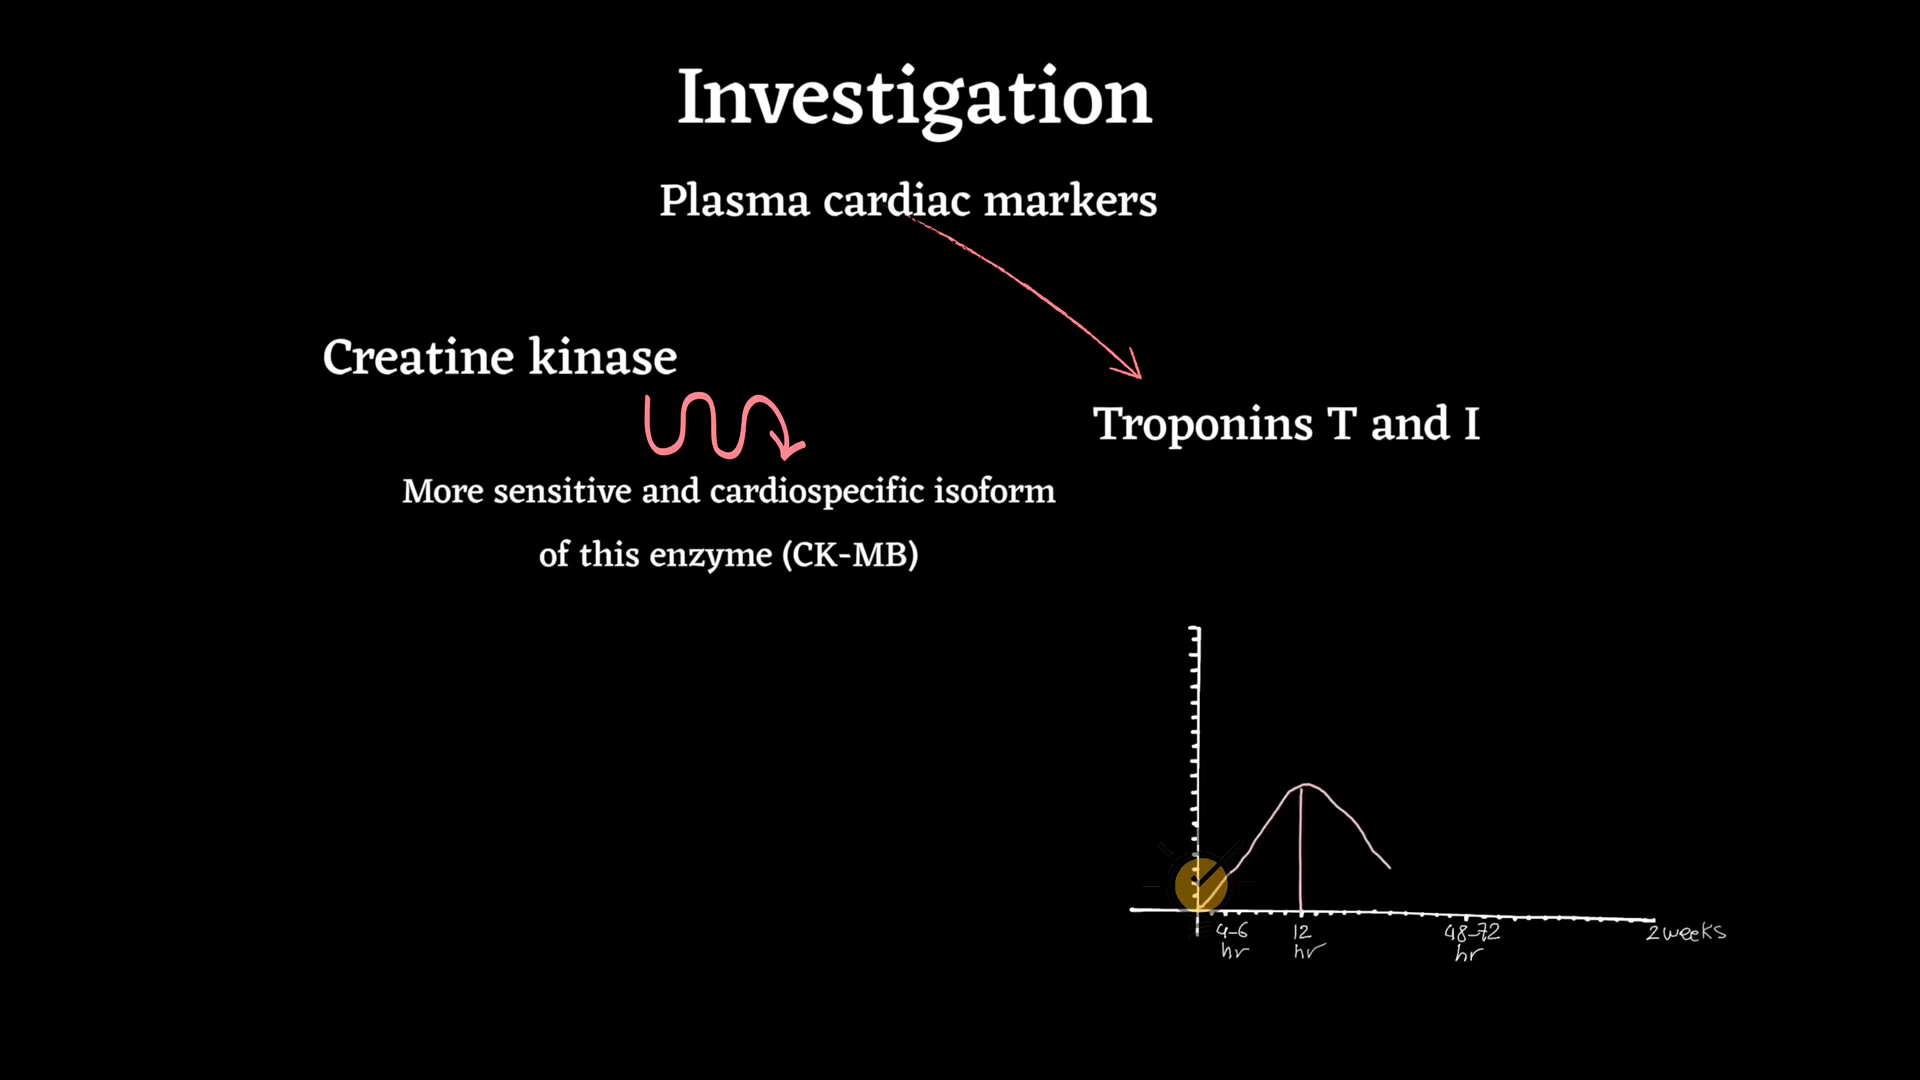 Investigation
Plasma cardiac markers
Creatine kinase
Troponins T and I
More sensitive and cardiospecific isoform
of this enzyme (CK-MB)
4-6 hr
12 hr
48-72 hr
2 weeks